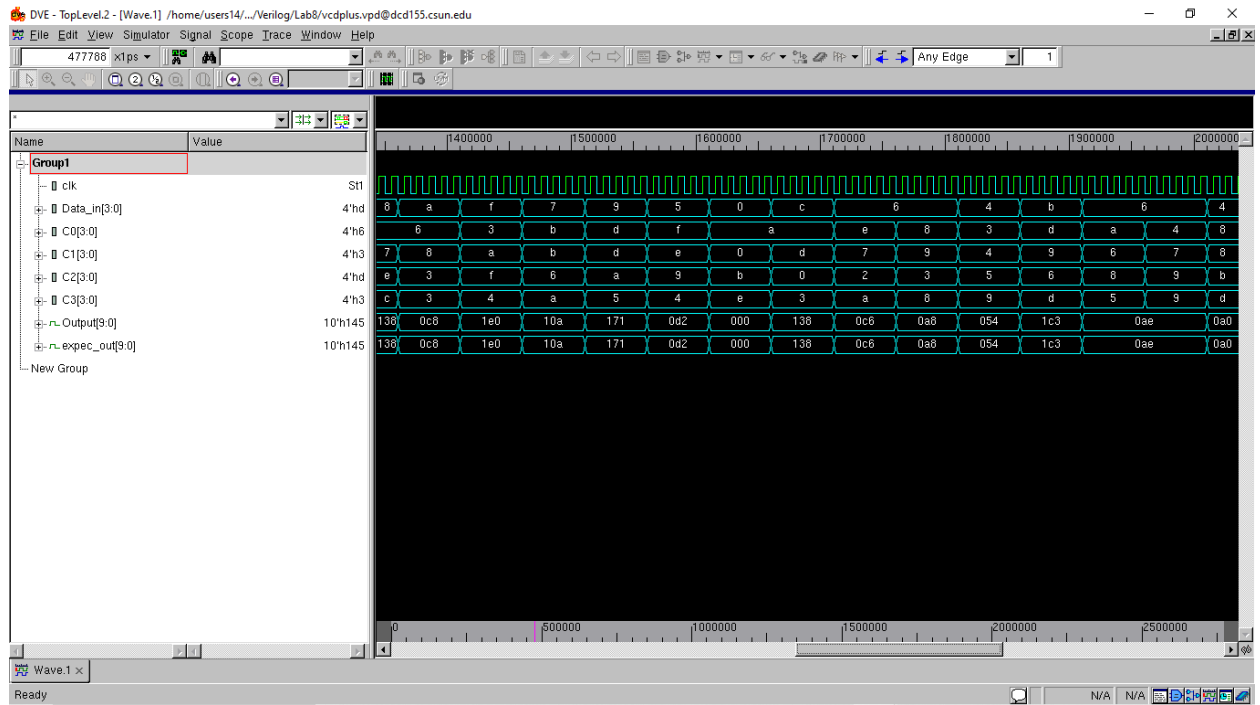 DVE - TopLevel.2 - [Wave.1] /home/users14/.../Verilog/Lab8/vcdplus.vpd@dcd155.csun.edu
File Edit View Simulator Signal Scope Trace Window Help
477788 x1ps Any Edge 1
*
Name Value
1400000 1500000 1600000 1700000 1800000 1900000 2000000
Group1
clk St1
Data_in[3:0] 4'hd 8 a f 7 9 5 0 c 6 4 b 6 4
C0[3:0] 4'h6 6 3 b d f a e 8 3 d a 4 8
C1[3:0] 4'h3 7 8 a b d e 0 d 7 9 4 9 6 7 8
C2[3:0] 4'hd e 3 f 6 a 9 b 0 2 3 5 6 8 9 b
C3[3:0] 4'h3 c 3 4 a 5 4 e 3 a 8 9 d 5 9 d
Output[9:0] 10'h145 138 0c8 1e0 10a 171 0d2 000 138 0c6 0a8 054 1c3 0ae 0a0
expec_out[9:0] 10'h145 138 0c8 1e0 10a 171 0d2 000 138 0c6 0a8 054 1c3 0ae 0a0
New Group
0 500000 1000000 1500000 2000000 2500000
Wave.1
Ready N/A N/A